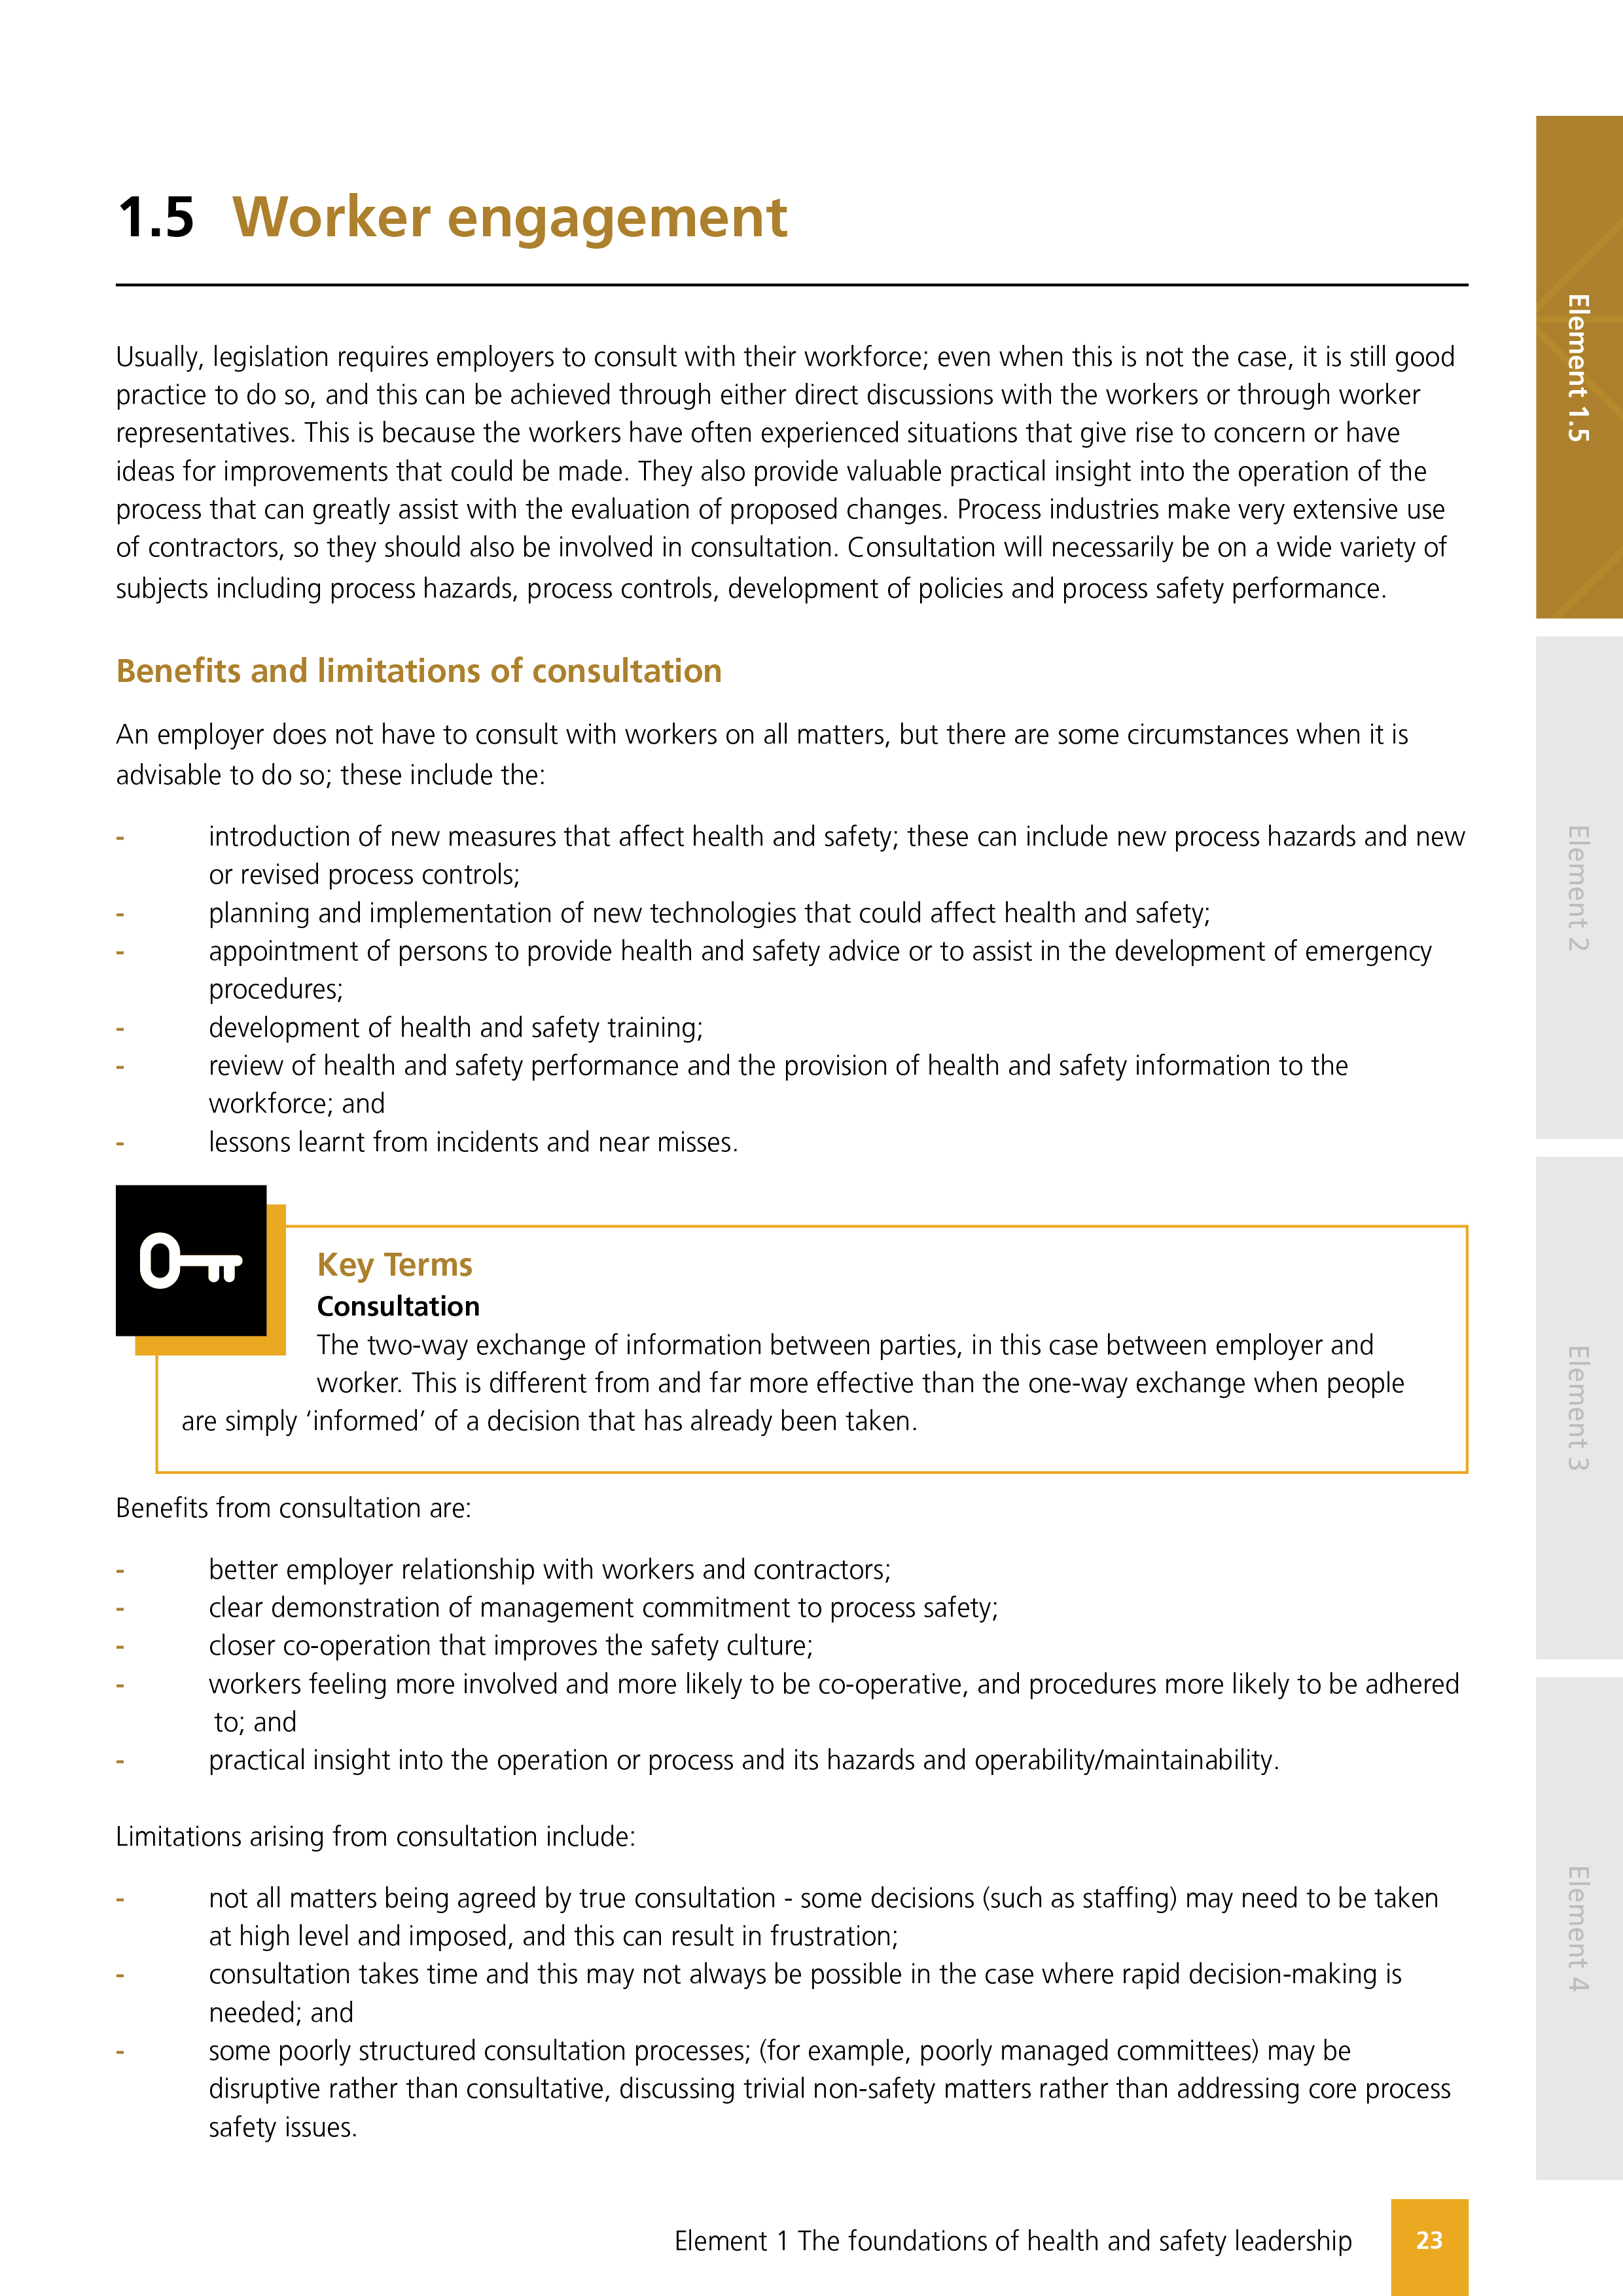 1.5 Worker engagement
Usually, legislation requires employers to consult with their workforce; even when this is not the case, it is still good
practice to do so, and this can be achieved through either direct discussions with the workers or through worker
representatives. This is because the workers have often experienced situations that give rise to concern or have
ideas for improvements that could be made. They also provide valuable practical insight into the operation of the
process that can greatly assist with the evaluation of proposed changes. Process industries make very extensive use
of contractors, so they should also be involved in consultation. Consultation will necessarily be on a wide variety of
subjects including process hazards, process controls, development of policies and process safety performance.
Benefits and limitations of consultation
An employer does not have to consult with workers on all matters, but there are some circumstances when it is
advisable to do so; these include the:
- introduction of new measures that affect health and safety; these can include new process hazards and new
or revised process controls;
- planning and implementation of new technologies that could affect health and safety;
- appointment of persons to provide health and safety advice or to assist in the development of emergency
procedures;
- development of health and safety training;
- review of health and safety performance and the provision of health and safety information to the
workforce; and
- lessons learnt from incidents and near misses.
Key Terms
Consultation
The two-way exchange of information between parties, in this case between employer and
worker. This is different from and far more effective than the one-way exchange when people
are simply ‘informed’ of a decision that has already been taken.
Benefits from consultation are:
- better employer relationship with workers and contractors;
- clear demonstration of management commitment to process safety;
- closer co-operation that improves the safety culture;
- workers feeling more involved and more likely to be co-operative, and procedures more likely to be adhered
to; and
- practical insight into the operation or process and its hazards and operability/maintainability.
Limitations arising from consultation include:
- not all matters being agreed by true consultation - some decisions (such as staffing) may need to be taken
at high level and imposed, and this can result in frustration;
- consultation takes time and this may not always be possible in the case where rapid decision-making is
needed; and
- some poorly structured consultation processes; (for example, poorly managed committees) may be
disruptive rather than consultative, discussing trivial non-safety matters rather than addressing core process
safety issues.
Element 1 The foundations of health and safety leadership 23
Element 1.5
Element 2
Element 3
Element 4